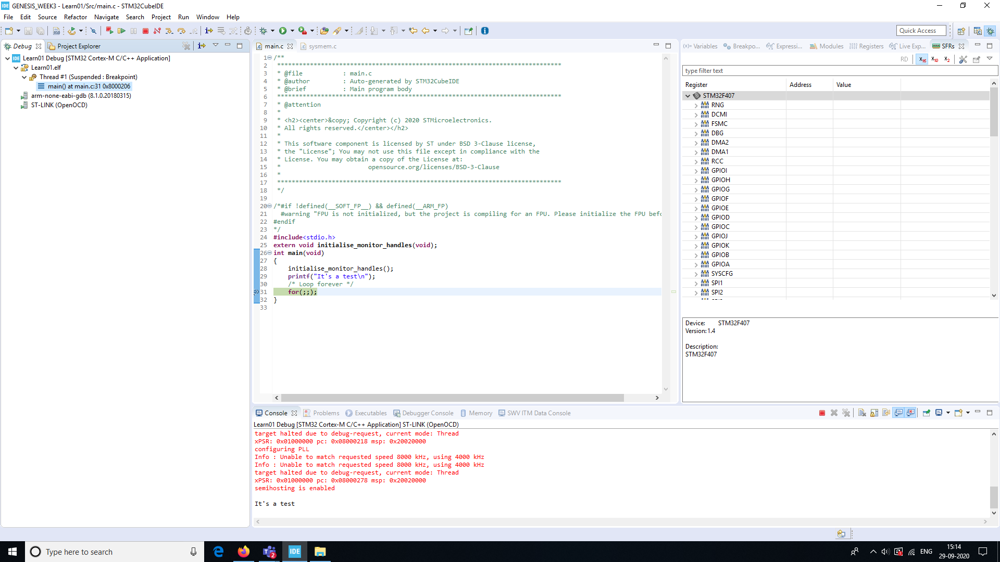 GENESIS_WEEK3 - Learn01/Src/main.c - STM32CubeIDE
File Edit Source Refactor Navigate Search Project Run Window Help
Quick Access
Debug Project Explorer
Learn01 Debug [STM32 Cortex-M C/C++ Application]
Learn01.elf
Thread #1 (Suspended : Breakpoint)
main() at main.c:31 0x8000206
arm-none-eabi-gdb (8.1.0.20180315)
ST-LINK (OpenOCD)
main.c sysmem.c
1 /**
2 ******************************************************************************
3 * @file : main.c
4 * @author : Auto-generated by STM32CubeIDE
5 * @brief : Main program body
6 ******************************************************************************
7 * @attention
8 *
9 * <h2><center>&copy; Copyright (c) 2020 STMicroelectronics.
10 * All rights reserved.</center></h2>
11 *
12 * This software component is licensed by ST under BSD 3-Clause license,
13 * the "License"; You may not use this file except in compliance with the
14 * License. You may obtain a copy of the License at:
15 * opensource.org/licenses/BSD-3-Clause
16 *
17 ******************************************************************************
18 */
19
20 /*#if !defined(__SOFT_FP__) && defined(__ARM_FP)
21 #warning "FPU is not initialized, but the project is compiling for an FPU. Please initialize the FPU befo
22 #endif
23 */
24 #include<stdio.h>
25 extern void initialise_monitor_handles(void);
26 int main(void)
27 {
28 initialise_monitor_handles();
29 printf("It's a test\n");
30 /* Loop forever */
31 for(;;);
32 }
33
(x)= Variables Breakpo... Expressi... Modules Registers Live Exp... SFRs
RD X16 X10 X2
type filter text
Register Address Value
STM32F407
RNG
DCMI
FSMC
DBG
DMA2
DMA1
RCC
GPIOI
GPIOH
GPIOG
GPIOF
GPIOE
GPIOD
GPIOC
GPIOJ
GPIOK
GPIOB
GPIOA
SYSCFG
SPI1
SPI2
Device: STM32F407
Version:1.4
Description:
STM32F407
Console Problems Executables Debugger Console Memory SWV ITM Data Console
Learn01 Debug [STM32 Cortex-M C/C++ Application] ST-LINK (OpenOCD)
target halted due to debug-request, current mode: Thread
xPSR: 0x01000000 pc: 0x08000218 msp: 0x20020000
configuring PLL
Info : Unable to match requested speed 8000 kHz, using 4000 kHz
Info : Unable to match requested speed 8000 kHz, using 4000 kHz
target halted due to debug-request, current mode: Thread
xPSR: 0x01000000 pc: 0x08000278 msp: 0x20020000
semihosting is enabled
It's a test
Type here to search
IDE
2
ENG
15:14
29-09-2020